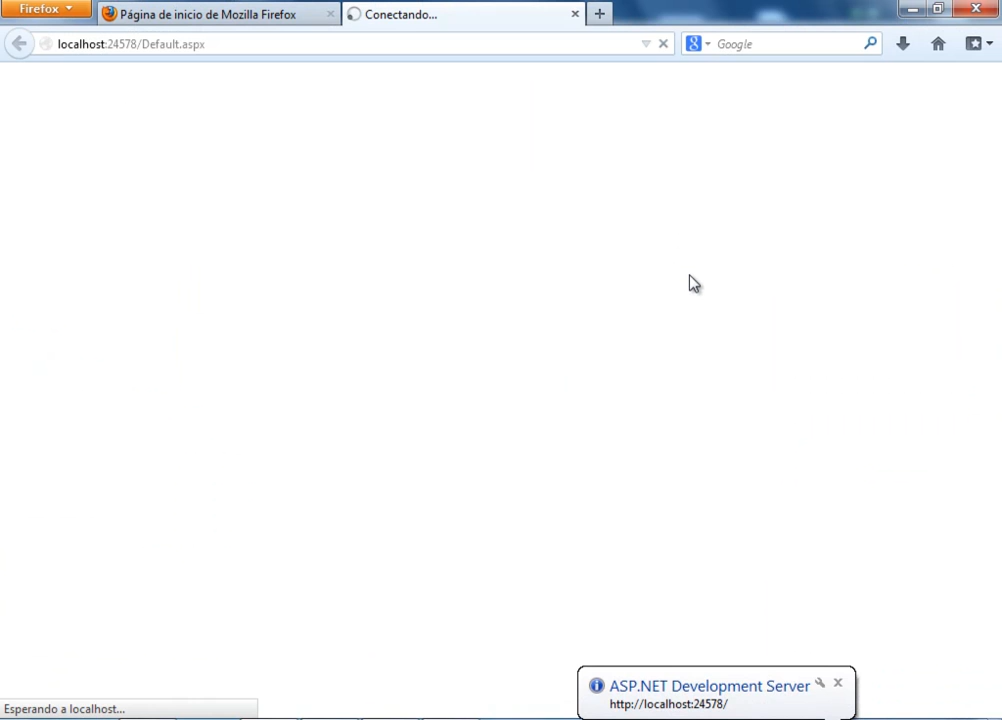 Firefox
Página de inicio de Mozilla Firefox
Conectando...
localhost:24578/Default.aspx
Google
Esperando a localhost...
ASP.NET Development Server
http://localhost:24578/